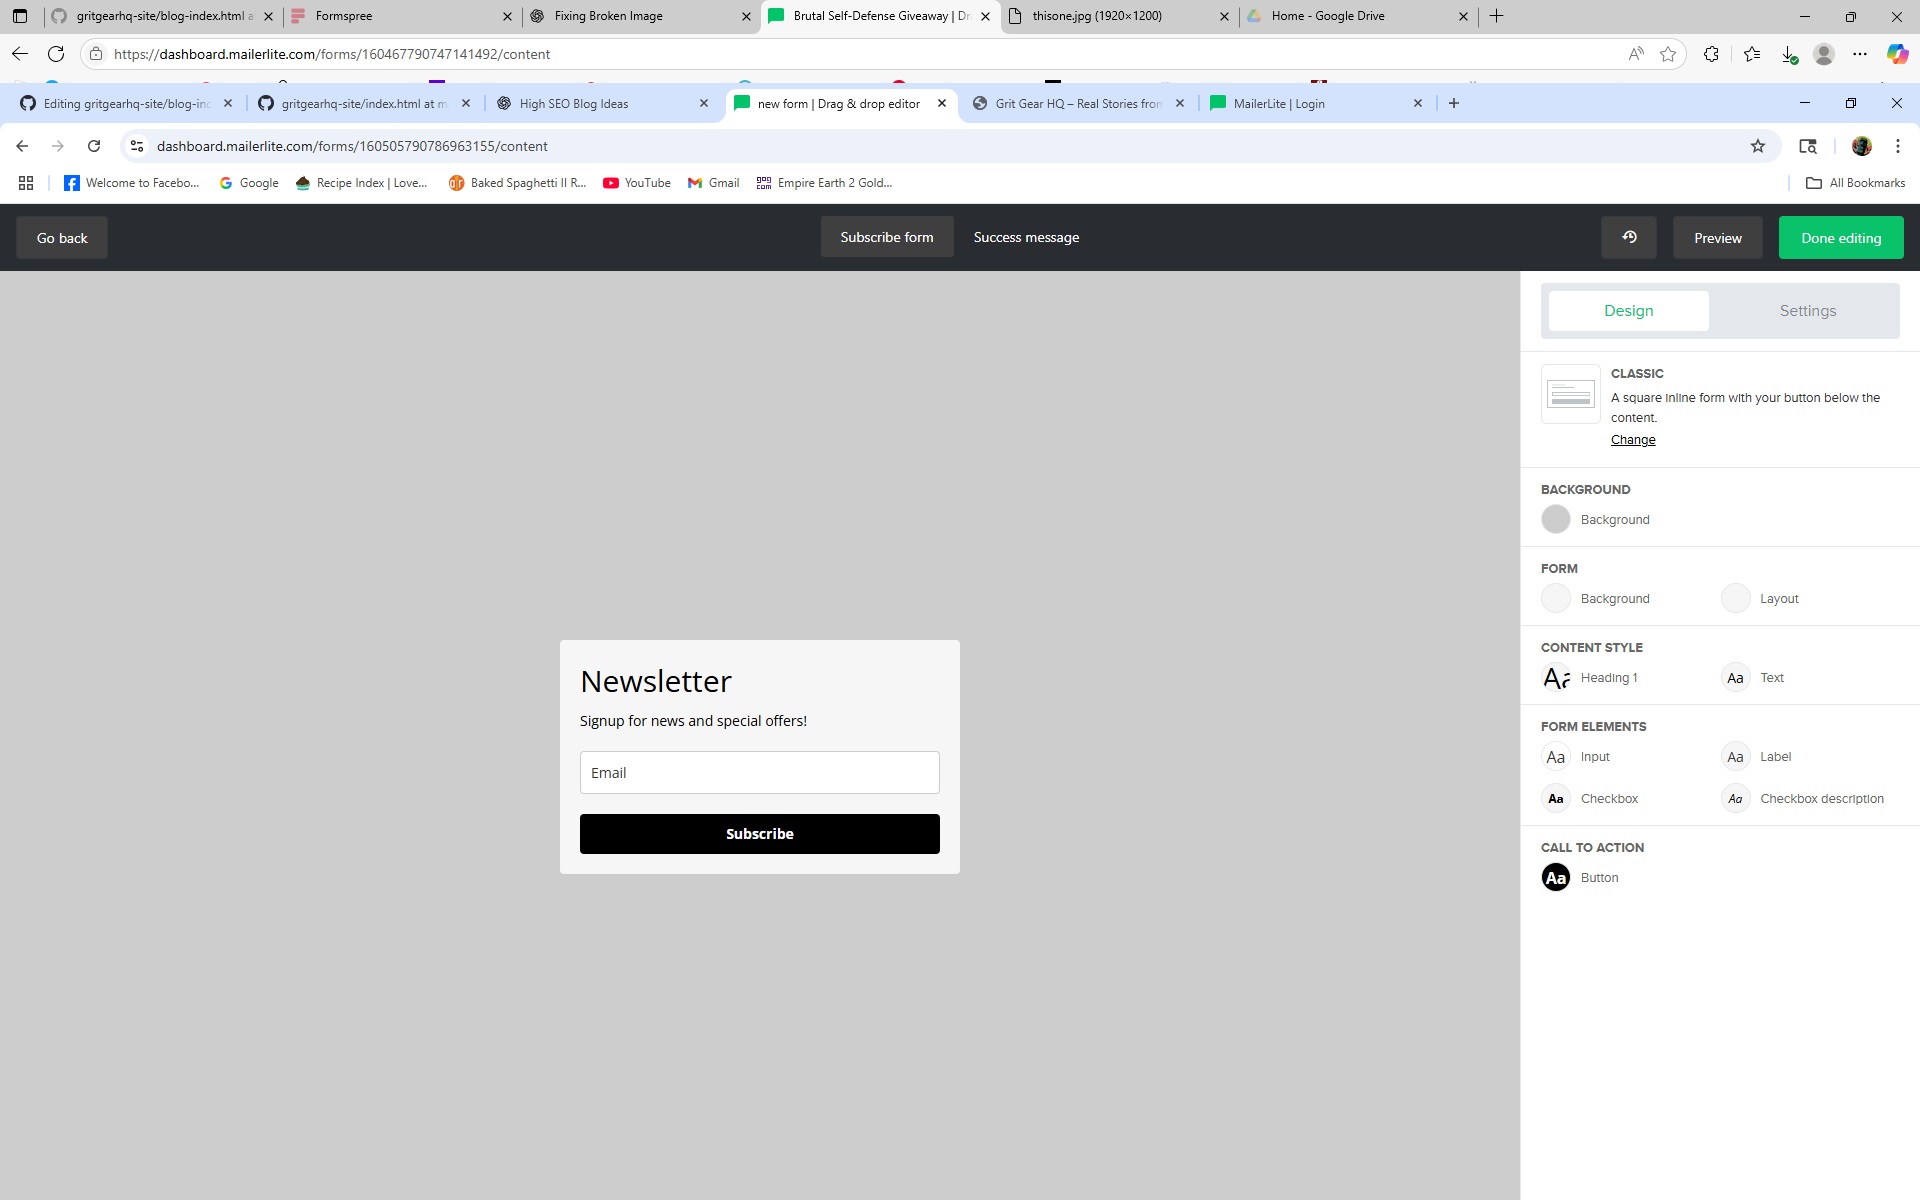 gritgearhq-site/blog-index.html a
Formspree
Fixing Broken Image
Brutal Self-Defense Giveaway | Dr
thisone.jpg (1920×1200)
Home - Google Drive
https://dashboard.mailerlite.com/forms/160467790747141492/content
Editing gritgearhq-site/blog-inc
gritgearhq-site/index.html at m
High SEO Blog Ideas
new form | Drag & drop editor
Grit Gear HQ – Real Stories from
MailerLite | Login
dashboard.mailerlite.com/forms/160505790786963155/content
Welcome to Facebo...
Google
Recipe Index | Love...
Baked Spaghetti II R...
YouTube
Gmail
Empire Earth 2 Gold...
All Bookmarks
Go back
Subscribe form
Success message
Preview
Done editing
Design
Settings
CLASSIC
A square inline form with your button below the
content.
Change
BACKGROUND
Background
FORM
Background
Layout
CONTENT STYLE
Aa Heading 1
Aa Text
FORM ELEMENTS
Aa Input
Aa Label
Aa Checkbox
Aa Checkbox description
CALL TO ACTION
Aa Button
Newsletter
Signup for news and special offers!
Email
Subscribe